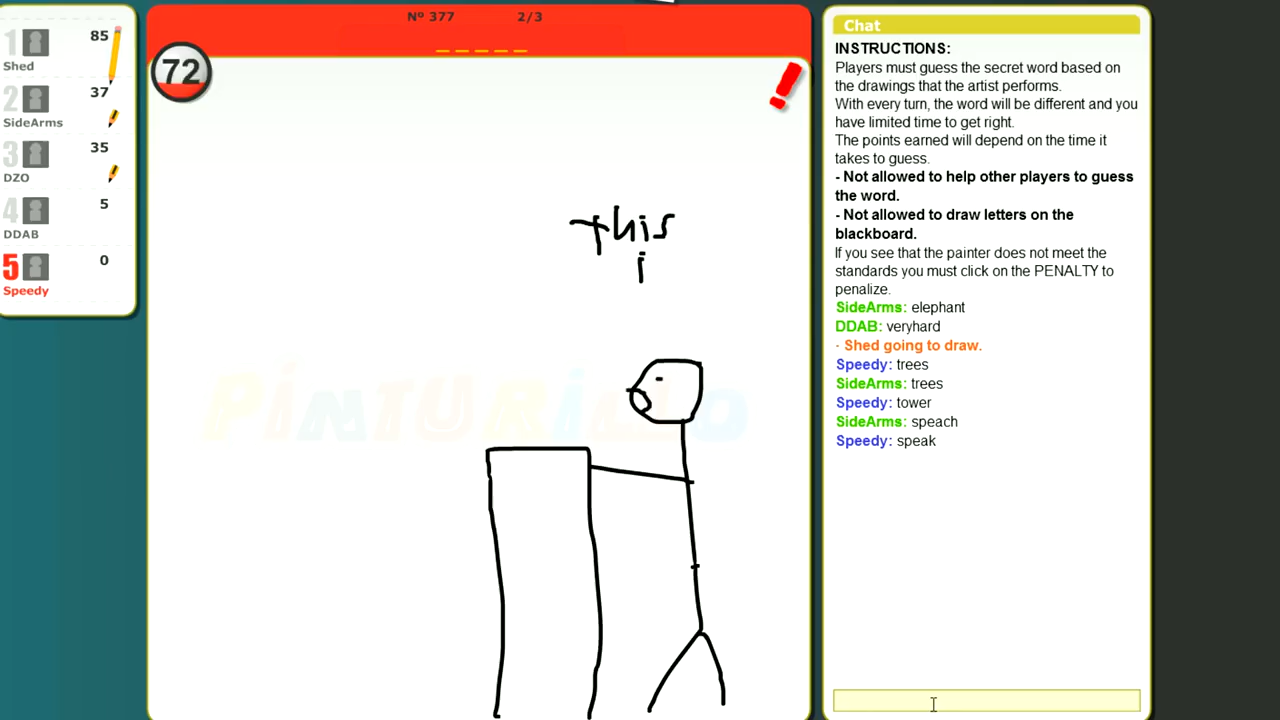 Nº 377 2/3
_ _ _ _ _
72
1 Shed 85
2 SideArms 37
3 DZO 35
4 DDAB 5
5 Speedy 0
!
This
i
PINTURILLO
Chat
INSTRUCTIONS:
Players must guess the secret word based on
the drawings that the artist performs.
With every turn, the word will be different and you
have limited time to get right.
The points earned will depend on the time it
takes to guess.
- Not allowed to help other players to guess
the word.
- Not allowed to draw letters on the
blackboard.
If you see that the painter does not meet the
standards you must click on the PENALTY to
penalize.
SideArms: elephant
DDAB: veryhard
- Shed going to draw.
Speedy: trees
SideArms: trees
Speedy: tower
SideArms: speach
Speedy: speak